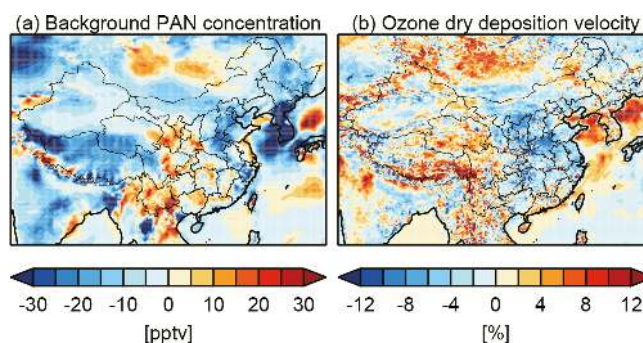 (a) Background PAN concentration
(b) Ozone dry deposition velocity
-30 -20 -10 0 10 20 30
-12 -8 -4 0 4 8 12
[pptv]
[%]